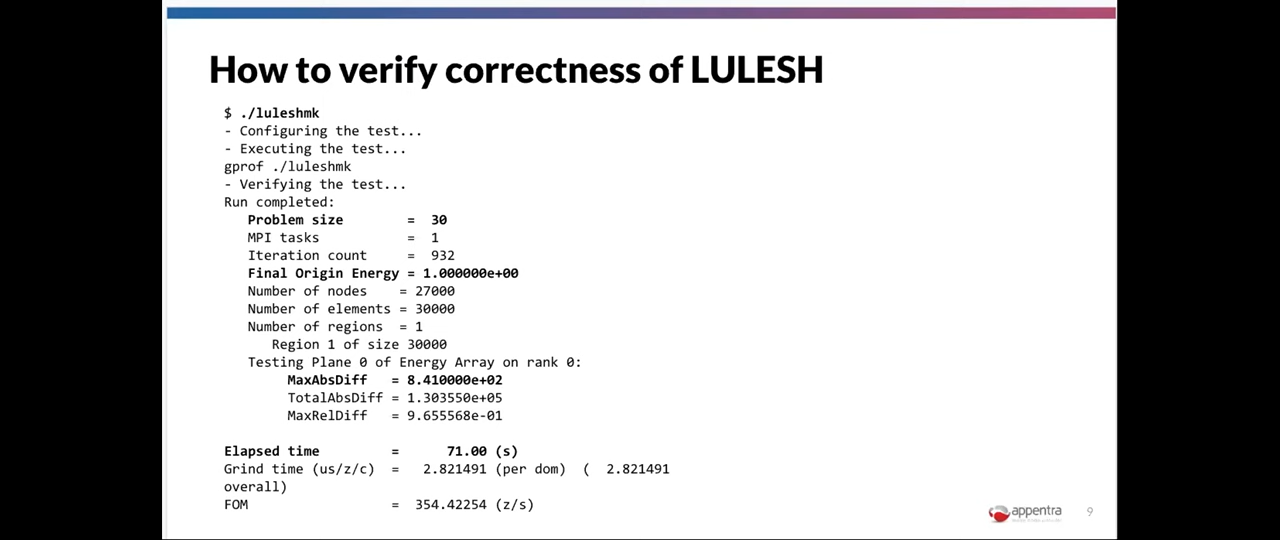 How to verify correctness of LULESH
$ ./luleshmk
- Configuring the test...
- Executing the test...
gprof ./luleshmk
- Verifying the test...
Run completed:
Problem size = 30
MPI tasks = 1
Iteration count = 932
Final Origin Energy = 1.000000e+00
Number of nodes = 27000
Number of elements = 30000
Number of regions = 1
Region 1 of size 30000
Testing Plane 0 of Energy Array on rank 0:
MaxAbsDiff = 8.410000e+02
TotalAbsDiff = 1.303550e+05
MaxRelDiff = 9.655568e-01
Elapsed time = 71.00 (s)
Grind time (us/z/c) = 2.821491 (per dom) ( 2.821491
overall)
FOM = 354.42254 (z/s)
appentra
9